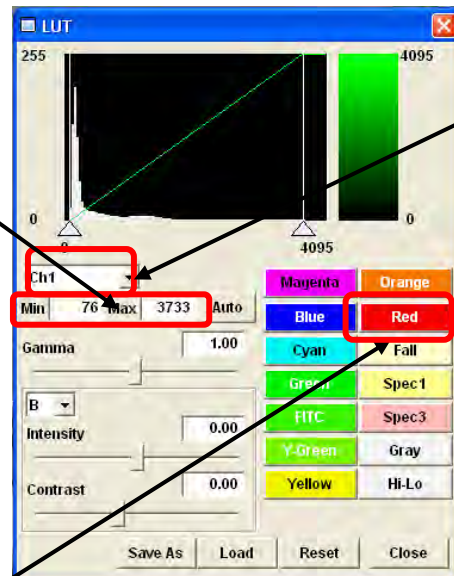 LUT
255
4095
0
0
0
4095
Ch1
Min 76 Max 3733 Auto
Gamma 1.00
B
Intensity 0.00
Contrast 0.00
Magenta Orange
Blue Red
Cyan Fall
Green Spec1
FITC Spec3
Y-Green Gray
Yellow Hi-Lo
Save As Load Reset Close